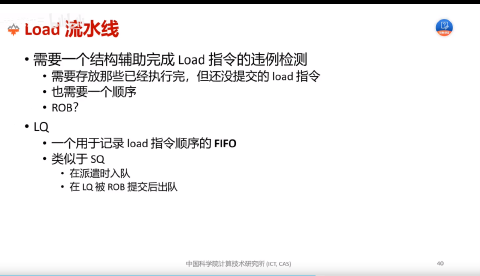 Load 流水线
• 需要一个结构辅助完成 Load 指令的违例检测
• 需要存放那些已经执行完，但还没提交的 load 指令
• 也需要一个顺序
• ROB?
• LQ
• 一个用于记录 load 指令顺序的 FIFO
• 类似于 SQ
• 在派遣时入队
• 在 LQ 被 ROB 提交后出队
中国科学院计算技术研究所 (ICT, CAS)
40